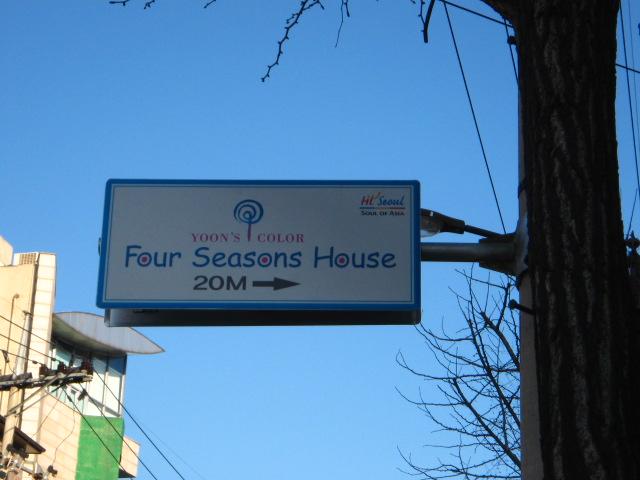 Hi Seoul
SOUL OF ASIA
YOON'S COLOR
Four Seasons House
20M